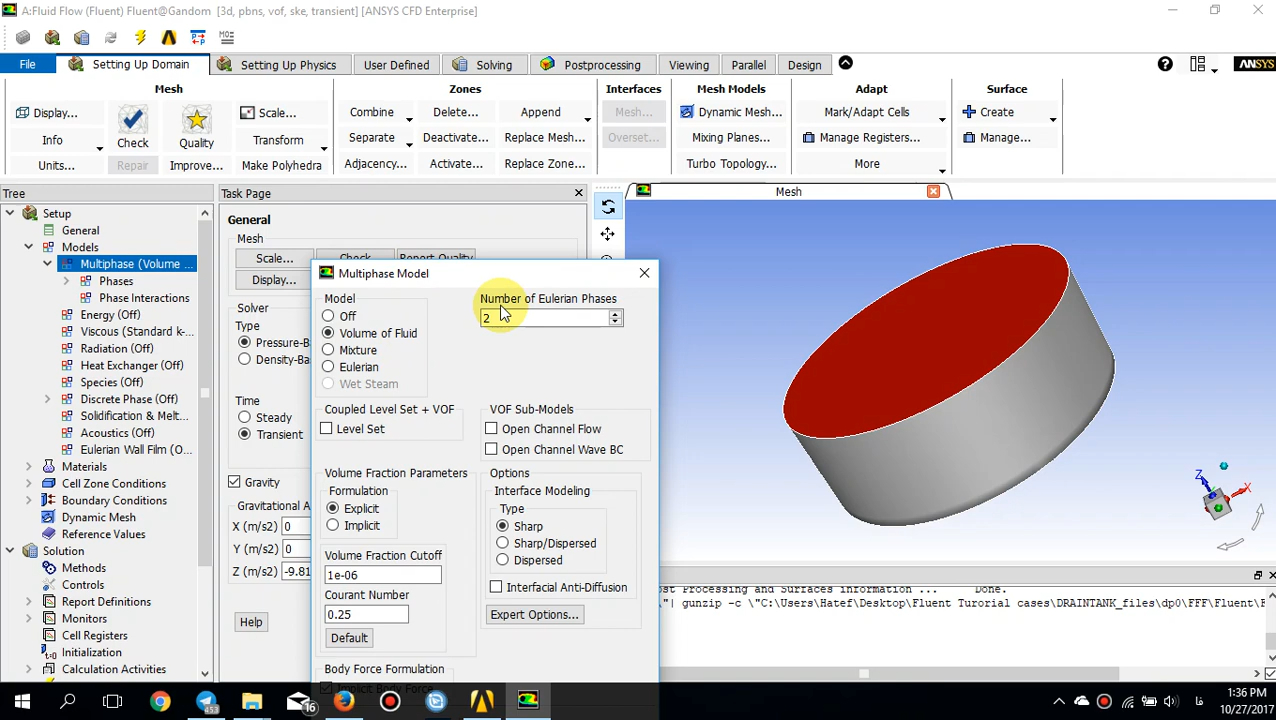 A:Fluid Flow (Fluent) Fluent@Gandom [3d, pbns, vof, ske, transient] [ANSYS CFD Enterprise]
File Setting Up Domain Setting Up Physics User Defined Solving Postprocessing Viewing Parallel Design ANSYS
Mesh Zones Interfaces Mesh Models Adapt Surface
Display... Scale... Combine Delete... Append Mesh... Dynamic Mesh... Mark/Adapt Cells Create
Info Check Quality Transform Separate Deactivate... Replace Mesh... Overset... Mixing Planes... Manage Registers... Manage...
Units... Repair Improve... Make Polyhedra Adjacency... Activate... Replace Zone... Turbo Topology... More
Tree
Setup
General
Models
Multiphase (Volume ...
Phases
Phase Interactions
Energy (Off)
Viscous (Standard k-...
Radiation (Off)
Heat Exchanger (Off)
Species (Off)
Discrete Phase (Off)
Solidification & Melt...
Acoustics (Off)
Eulerian Wall Film (O...
Materials
Cell Zone Conditions
Boundary Conditions
Dynamic Mesh
Reference Values
Solution
Methods
Controls
Report Definitions
Monitors
Cell Registers
Initialization
Calculation Activities
Task Page
General
Mesh
Scale... Check Report Quality
Display...
Solver
Type
Pressure-B
Density-Ba
Time
Steady
Transient
Gravity
Gravitational A
X (m/s2) 0
Y (m/s2) 0
Z (m/s2) -9.81
Help
Multiphase Model
Model
Off
Volume of Fluid
Mixture
Eulerian
Wet Steam
Number of Eulerian Phases
2
Coupled Level Set + VOF
Level Set
VOF Sub-Models
Open Channel Flow
Open Channel Wave BC
Volume Fraction Parameters
Formulation
Explicit
Implicit
Volume Fraction Cutoff
1e-06
Courant Number
0.25
Default
Options
Interface Modeling
Type
Sharp
Sharp/Dispersed
Dispersed
Interfacial Anti-Diffusion
Expert Options...
Body Force Formulation
Implicit Body Force
Mesh
Z
X
ost Processing and Surfaces information ... Done.
\"| gunzip -c \"C:\Users\Hatef\Desktop\Fluent Turorial cases\DRAINTANK_files\dp0\FFF\Fluent\F
453
16
1:36 PM
10/27/2017